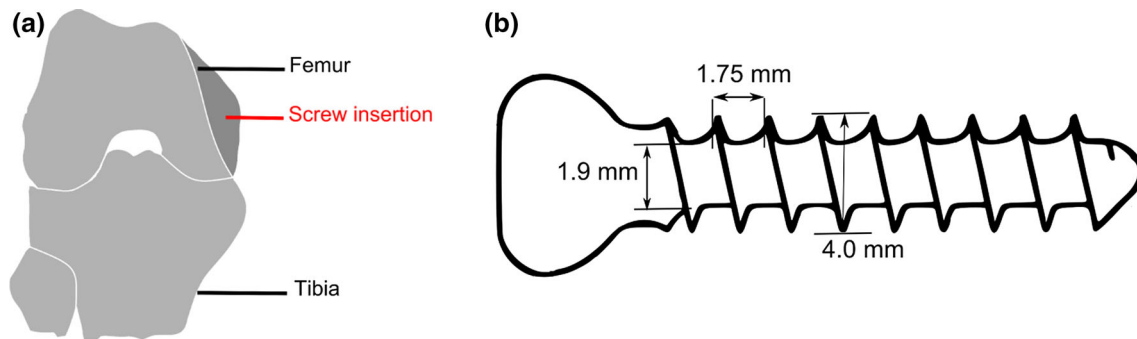 (a)
Femur
Screw insertion
Tibia
(b)
1.75 mm
1.9 mm
4.0 mm